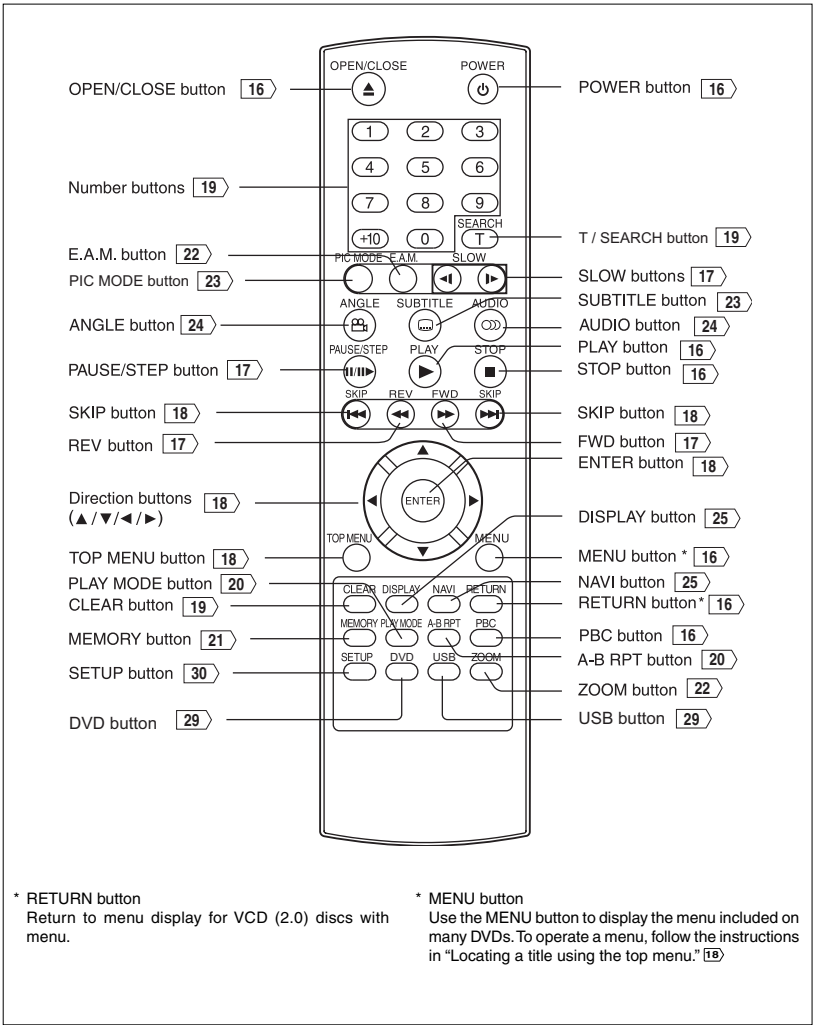 OPEN/CLOSE POWER
OPEN/CLOSE button 16
POWER button 16
1 2 3
4 5 6
7 8 9
+10 0 SEARCH T
Number buttons 19
T / SEARCH button 19
E.A.M. button 22
PIC MODE button 23
PIC MODE E.A.M. SLOW
SLOW buttons 17
SUBTITLE button 23
ANGLE SUBTITLE AUDIO
ANGLE button 24
AUDIO button 24
PAUSE/STEP PLAY STOP
PLAY button 16
PAUSE/STEP button 17
STOP button 16
SKIP REV FWD SKIP
SKIP button 18
SKIP button 18
REV button 17
FWD button 17
ENTER button 18
ENTER
Direction buttons 18
(▲/▼/◄/►)
DISPLAY button 25
TOP MENU MENU
TOP MENU button 18
MENU button * 16
PLAY MODE button 20
NAVI button 25
CLEAR DISPLAY NAVI RETURN
CLEAR button 19
RETURN button* 16
MEMORY PLAY MODE A-B RPT PBC
MEMORY button 21
PBC button 16
A-B RPT button 20
SETUP DVD USB ZOOM
SETUP button 30
ZOOM button 22
DVD button 29
USB button 29
* RETURN button
Return to menu display for VCD (2.0) discs with
menu.
* MENU button
Use the MENU button to display the menu included on
many DVDs. To operate a menu, follow the instructions
in “Locating a title using the top menu.” 18